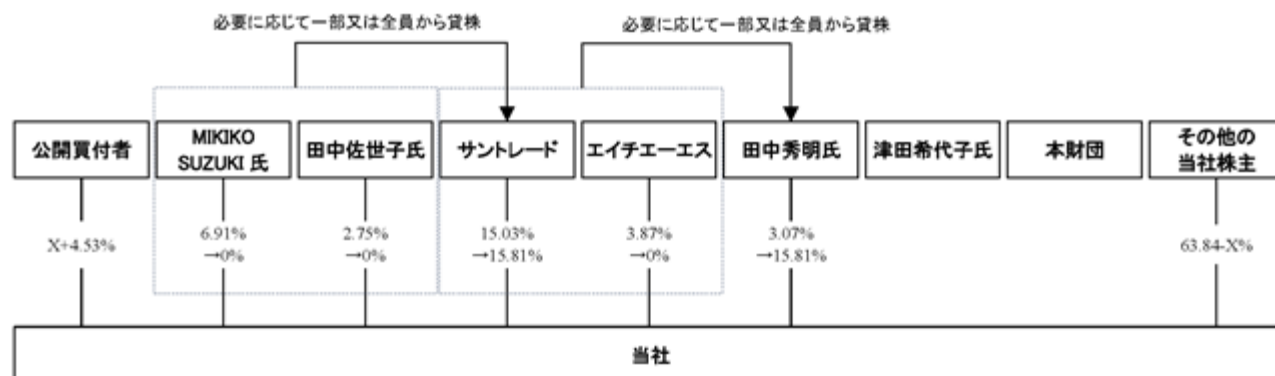 必要に応じて一部又は全員から貸株
必要に応じて一部又は全員から貸株
公開買付者
MIKIKO
SUZUKI 氏
田中佐世子氏
サントレード
エイチエーエス
田中秀明氏
津田希代子氏
本財団
その他の
当社株主
X+4.53%
6.91%
→0%
2.75%
→0%
15.03%
→15.81%
3.87%
→0%
3.07%
→15.81%
63.84-X%
当社